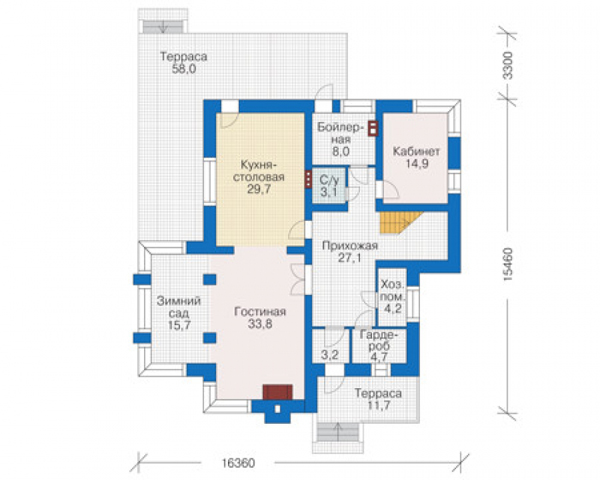 Терраса
58,0
3300
Бойлер-
ная
8,0
Кабинет
14,9
Кухня-
столовая
29,7
С/у
3,1
Прихожая
27,1
15460
Зимний
сад
15,7
Гостиная
33,8
Хоз.
пом.
4,2
Гарде-
роб
4,7
3,2
Терраса
11,7
16360